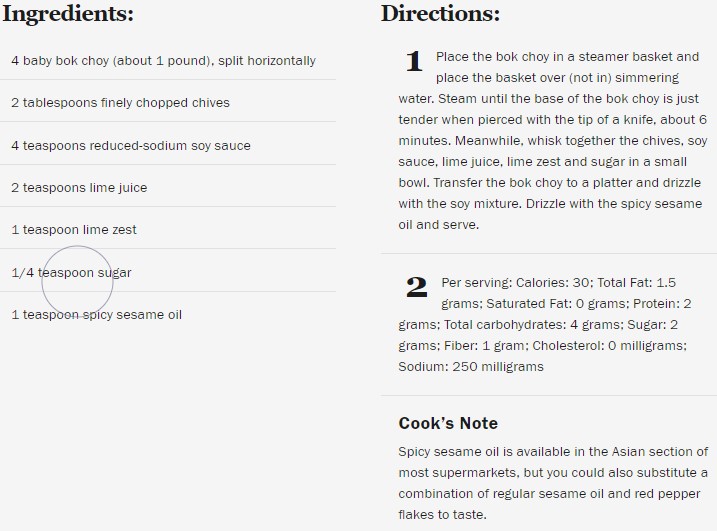 Ingredients:
4 baby bok choy (about 1 pound), split horizontally
2 tablespoons finely chopped chives
4 teaspoons reduced-sodium soy sauce
2 teaspoons lime juice
1 teaspoon lime zest
1/4 teaspoon sugar
1 teaspoon spicy sesame oil
Directions:
1 Place the bok choy in a steamer basket and
place the basket over (not in) simmering
water. Steam until the base of the bok choy is just
tender when pierced with the tip of a knife, about 6
minutes. Meanwhile, whisk together the chives, soy
sauce, lime juice, lime zest and sugar in a small
bowl. Transfer the bok choy to a platter and drizzle
with the soy mixture. Drizzle with the spicy sesame
oil and serve.
2 Per serving: Calories: 30; Total Fat: 1.5
grams; Saturated Fat: 0 grams; Protein: 2
grams; Total carbohydrates: 4 grams; Sugar: 2
grams; Fiber: 1 gram; Cholesterol: 0 milligrams;
Sodium: 250 milligrams
Cook's Note
Spicy sesame oil is available in the Asian section of
most supermarkets, but you could also substitute a
combination of regular sesame oil and red pepper
flakes to taste.